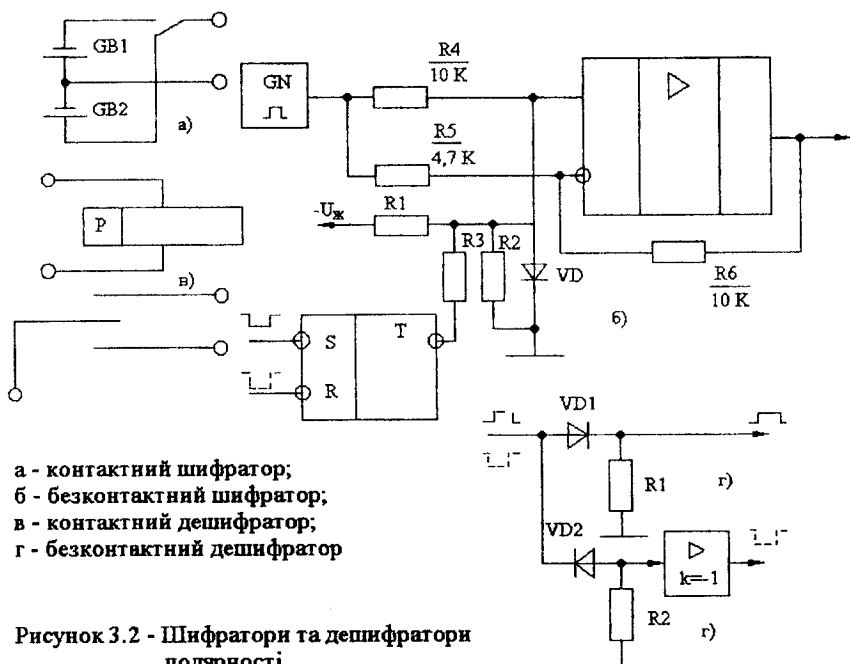 GB1
GB2
а)
GN
R4
10 K
R5
4,7 K
R1
-Uж
R3
R2
VD
R6
10 K
б)
P
в)
S
T
R
VD1
R1
г)
VD2
k=-1
R2
г)
а - контактний шифратор;
б - безконтактний шифратор;
в - контактний дешифратор;
г - безконтактний дешифратор
Рисунок 3.2 - Шифратори та дешифратори
полярності